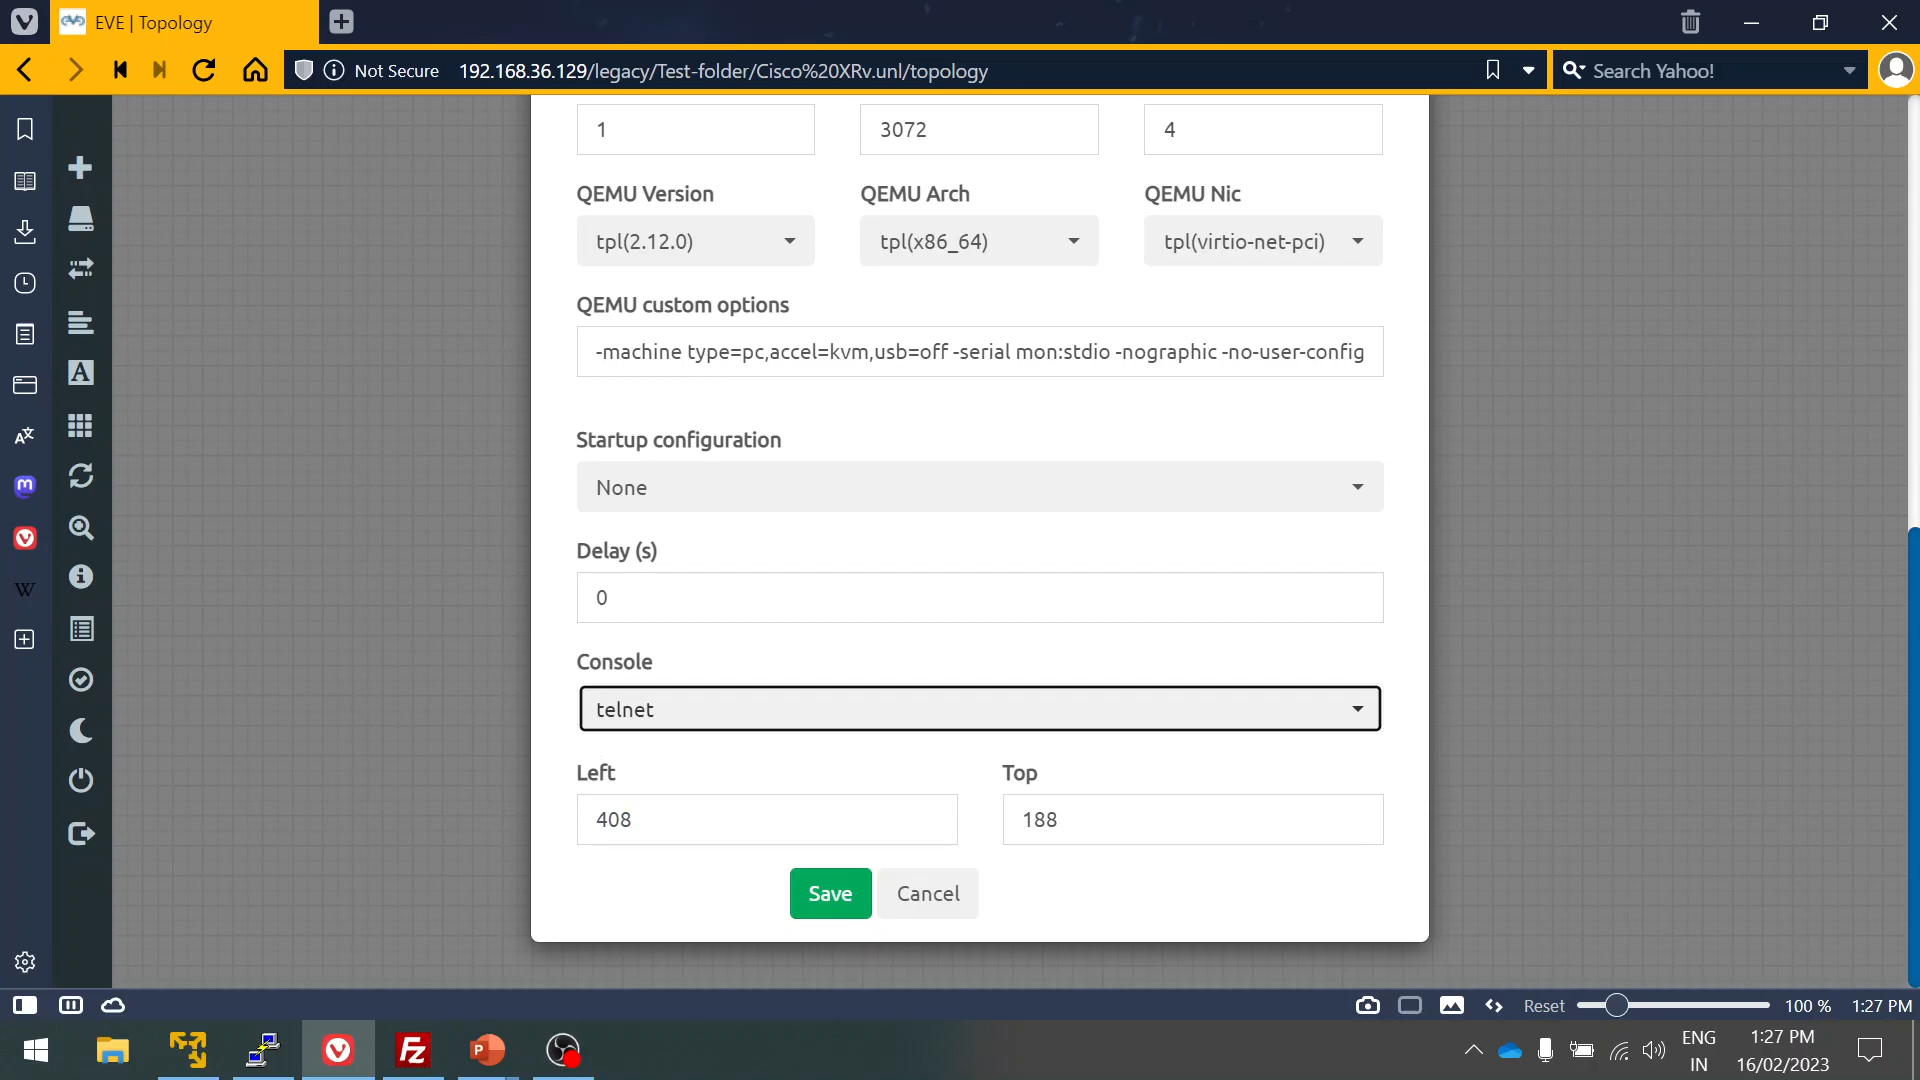 EVE | Topology
Not Secure 192.168.36.129/legacy/Test-folder/Cisco%20XRv.unl/topology
Search Yahoo!
1 3072 4
QEMU Version QEMU Arch QEMU Nic
tpl(2.12.0) tpl(x86_64) tpl(virtio-net-pci)
QEMU custom options
-machine type=pc,accel=kvm,usb=off -serial mon:stdio -nographic -no-user-config
Startup configuration
None
Delay (s)
0
Console
telnet
Left Top
408 188
Save Cancel
Reset 100 % 1:27 PM
ENG
IN
1:27 PM
16/02/2023